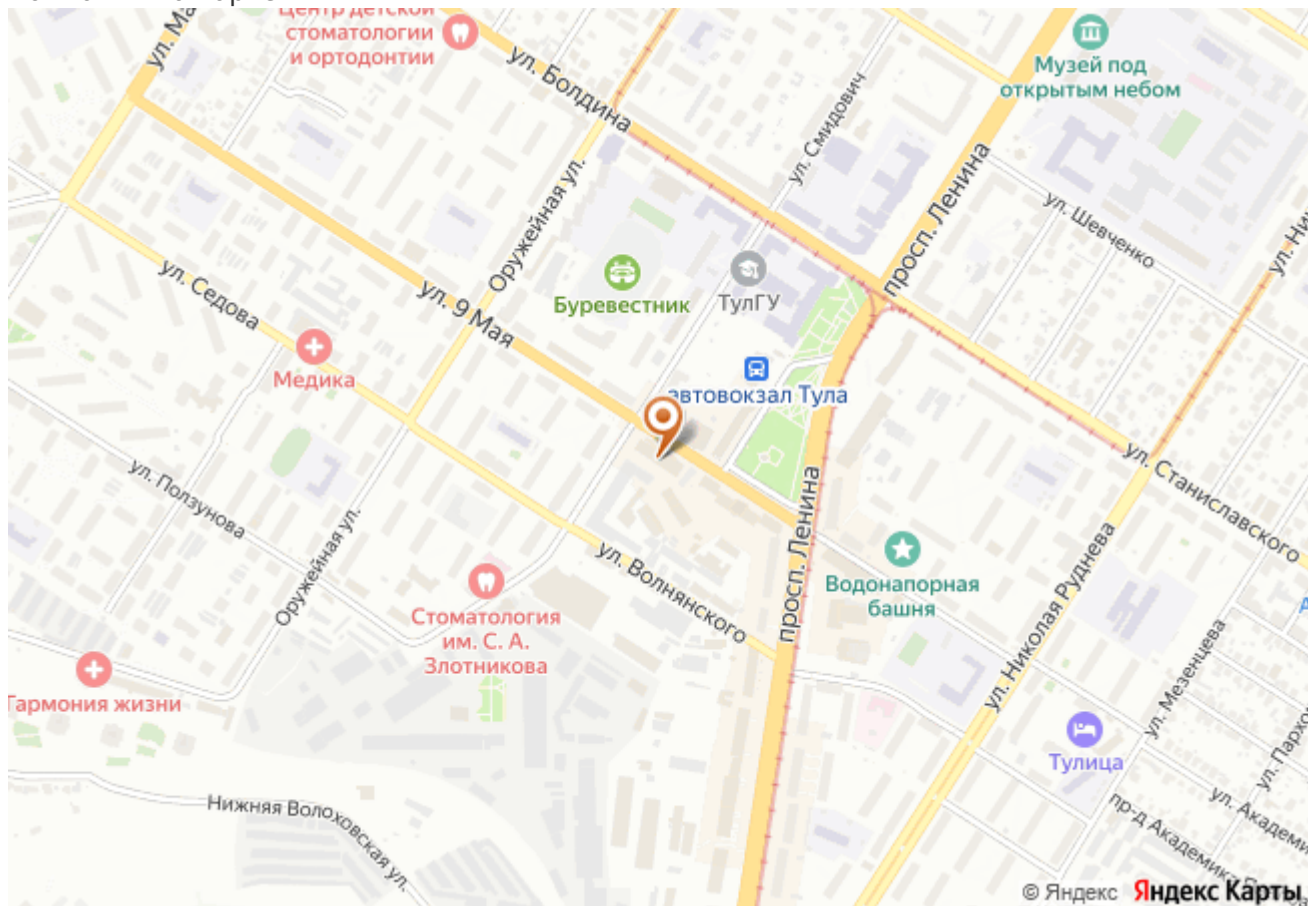 Центр детской
стоматологии
и ортодонтии
ул. Болдина
Музей под
открытым небом
ул. Смидович
просп. Ленина
ул. Шевченко
Оружейная ул.
ул. Седова
ул. 9 Мая
Буревестник
ТулГУ
Медика
автовокзал Тула
ул. Ползунова
ул. Станиславского
просп. Ленина
Оружейная ул.
ул. Волнянского
Водонапорная
башня
ул. Николая Руднева
Стоматология
им. С. А.
Злотникова
Гармония жизни
ул. Мезенцева
Тулица
Нижняя Волоховская ул.
© Яндекс Яндекс Карты